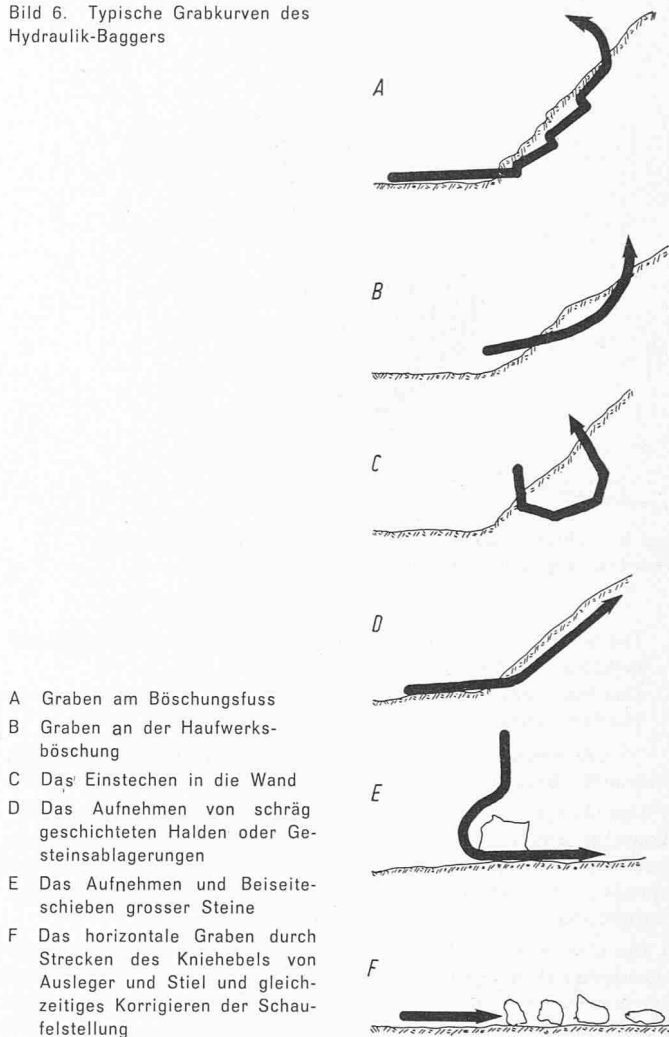 Bild 6. Typische Grabkurven des
Hydraulik-Baggers
A
B
C
D
E
F
A Graben am Böschungsfuss
B Graben an der Haufwerks-
böschung
C Das Einstechen in die Wand
D Das Aufnehmen von schräg
geschichteten Halden oder Ge-
steinsablagerungen
E Das Aufnehmen und Beiseite-
schieben grosser Steine
F Das horizontale Graben durch
Strecken des Kniehebels von
Ausleger und Stiel und gleich-
zeitiges Korrigieren der Schau-
felstellung